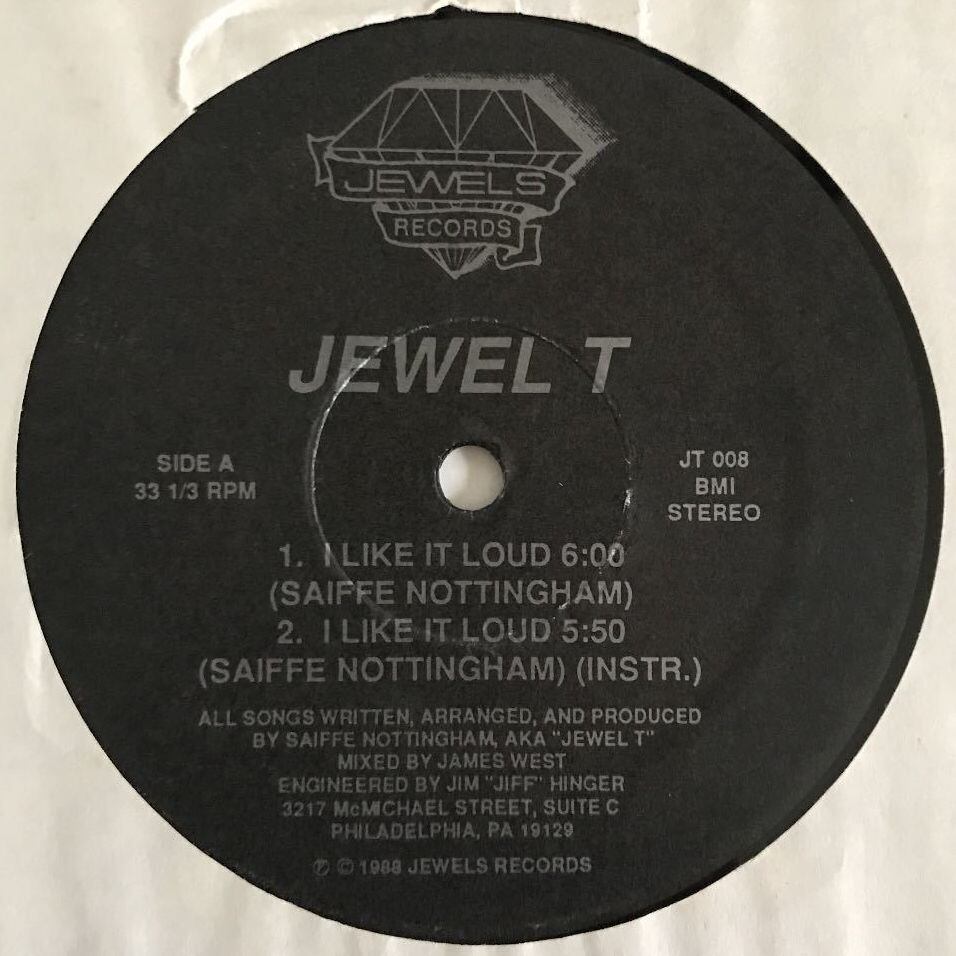 JEWELS
RECORDS
JEWEL T
SIDE A
33 1/3 RPM
JT 008
BMI
STEREO
1. I LIKE IT LOUD 6:00
(SAIFFE NOTTINGHAM)
2. I LIKE IT LOUD 5:50
(SAIFFE NOTTINGHAM) (INSTR.)
ALL SONGS WRITTEN, ARRANGED, AND PRODUCED
BY SAIFFE NOTTINGHAM, AKA "JEWEL T"
MIXED BY JAMES WEST
ENGINEERED BY JIM "JIFF" HINGER
3217 McMICHAEL STREET, SUITE C
PHILADELPHIA, PA 19129
℗ © 1988 JEWELS RECORDS